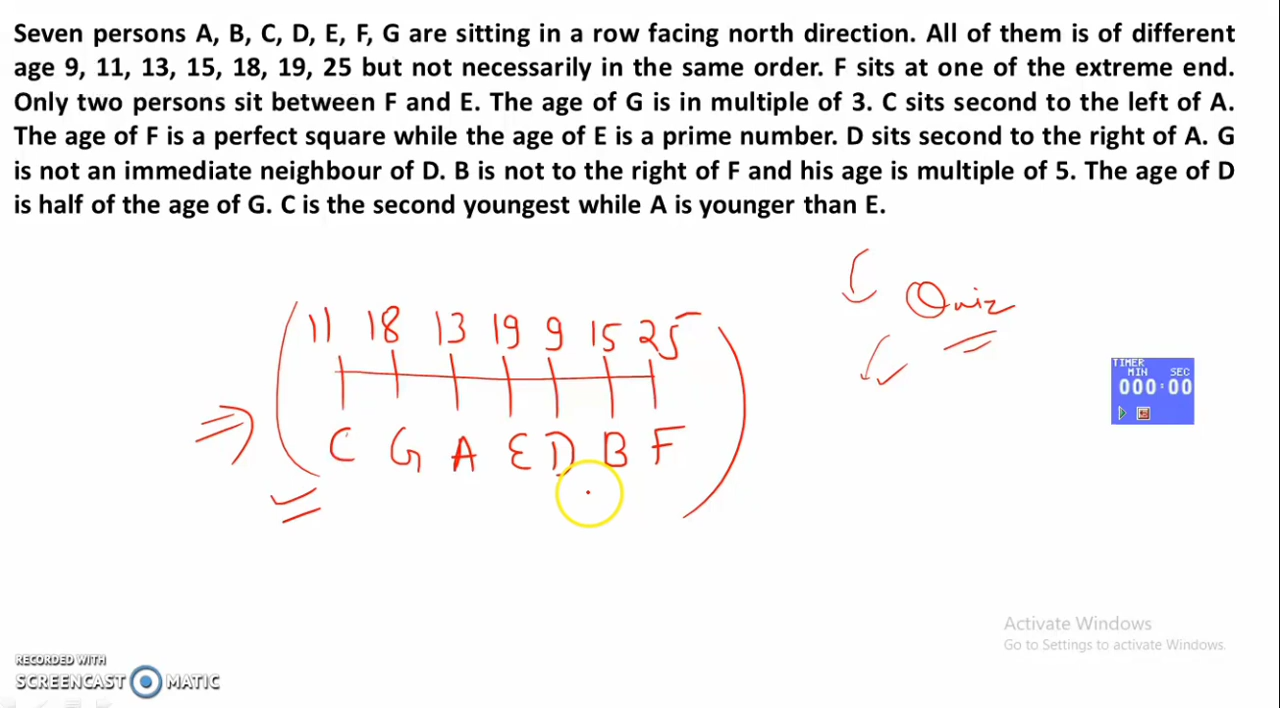 Seven persons A, B, C, D, E, F, G are sitting in a row facing north direction. All of them is of different
age 9, 11, 13, 15, 18, 19, 25 but not necessarily in the same order. F sits at one of the extreme end.
Only two persons sit between F and E. The age of G is in multiple of 3. C sits second to the left of A.
The age of F is a perfect square while the age of E is a prime number. D sits second to the right of A. G
is not an immediate neighbour of D. B is not to the right of F and his age is multiple of 5. The age of D
is half of the age of G. C is the second youngest while A is younger than E.
Quiz
11 18 13 19 9 15 25
C G A E D B F
TIMER
MIN SEC
000:00
Activate Windows
Go to Settings to activate Windows.
RECORDED WITH
SCREENCAST MATIC